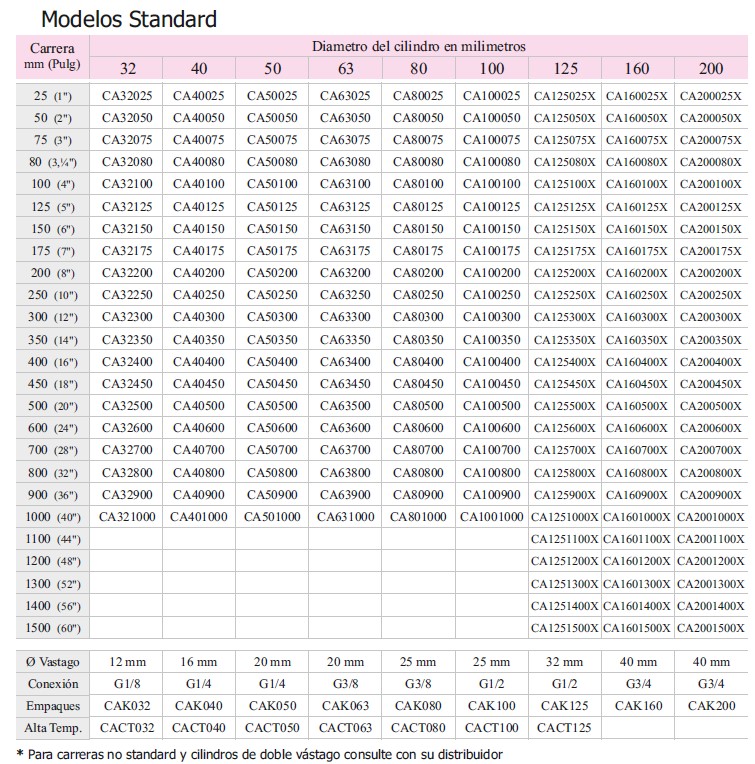 Modelos Standard
Carrera mm (Pulg) Diametro del cilindro en milimetros
32 40 50 63 80 100 125 160 200
25 (1") CA32025 CA40025 CA50025 CA63025 CA80025 CA100025 CA125025X CA160025X CA200025X
50 (2") CA32050 CA40050 CA50050 CA63050 CA80050 CA100050 CA125050X CA160050X CA200050X
75 (3") CA32075 CA40075 CA50075 CA63075 CA80075 CA100075 CA125075X CA160075X CA200075X
80 (3,¼") CA32080 CA40080 CA50080 CA63080 CA80080 CA100080 CA125080X CA160080X CA200080X
100 (4") CA32100 CA40100 CA50100 CA63100 CA80100 CA100100 CA125100X CA160100X CA200100X
125 (5") CA32125 CA40125 CA50125 CA63125 CA80125 CA100125 CA125125X CA160125X CA200125X
150 (6") CA32150 CA40150 CA50150 CA63150 CA80150 CA100150 CA125150X CA160150X CA200150X
175 (7") CA32175 CA40175 CA50175 CA63175 CA80175 CA100175 CA125175X CA160175X CA200175X
200 (8") CA32200 CA40200 CA50200 CA63200 CA80200 CA100200 CA125200X CA160200X CA200200X
250 (10") CA32250 CA40250 CA50250 CA63250 CA80250 CA100250 CA125250X CA160250X CA200250X
300 (12") CA32300 CA40300 CA50300 CA63300 CA80300 CA100300 CA125300X CA160300X CA200300X
350 (14") CA32350 CA40350 CA50350 CA63350 CA80350 CA100350 CA125350X CA160350X CA200350X
400 (16") CA32400 CA40400 CA50400 CA63400 CA80400 CA100400 CA125400X CA160400X CA200400X
450 (18") CA32450 CA40450 CA50450 CA63450 CA80450 CA100450 CA125450X CA160450X CA200450X
500 (20") CA32500 CA40500 CA50500 CA63500 CA80500 CA100500 CA125500X CA160500X CA200500X
600 (24") CA32600 CA40600 CA50600 CA63600 CA80600 CA100600 CA125600X CA160600X CA200600X
700 (28") CA32700 CA40700 CA50700 CA63700 CA80700 CA100700 CA125700X CA160700X CA200700X
800 (32") CA32800 CA40800 CA50800 CA63800 CA80800 CA100800 CA125800X CA160800X CA200800X
900 (36") CA32900 CA40900 CA50900 CA63900 CA80900 CA100900 CA125900X CA160900X CA200900X
1000 (40") CA321000 CA401000 CA501000 CA631000 CA801000 CA1001000 CA1251000X CA1601000X CA2001000X
1100 (44") CA1251100X CA1601100X CA2001100X
1200 (48") CA1251200X CA1601200X CA2001200X
1300 (52") CA1251300X CA1601300X CA2001300X
1400 (56") CA1251400X CA1601400X CA2001400X
1500 (60") CA1251500X CA1601500X CA2001500X
Ø Vastago 12 mm 16 mm 20 mm 20 mm 25 mm 25 mm 32 mm 40 mm 40 mm
Conexión G1/8 G1/4 G1/4 G3/8 G3/8 G1/2 G1/2 G3/4 G3/4
Empaques CAK032 CAK040 CAK050 CAK063 CAK080 CAK100 CAK125 CAK160 CAK200
Alta Temp. CACT032 CACT040 CACT050 CACT063 CACT080 CACT100 CACT125
* Para carreras no standard y cilindros de doble vástago consulte con su distribuidor